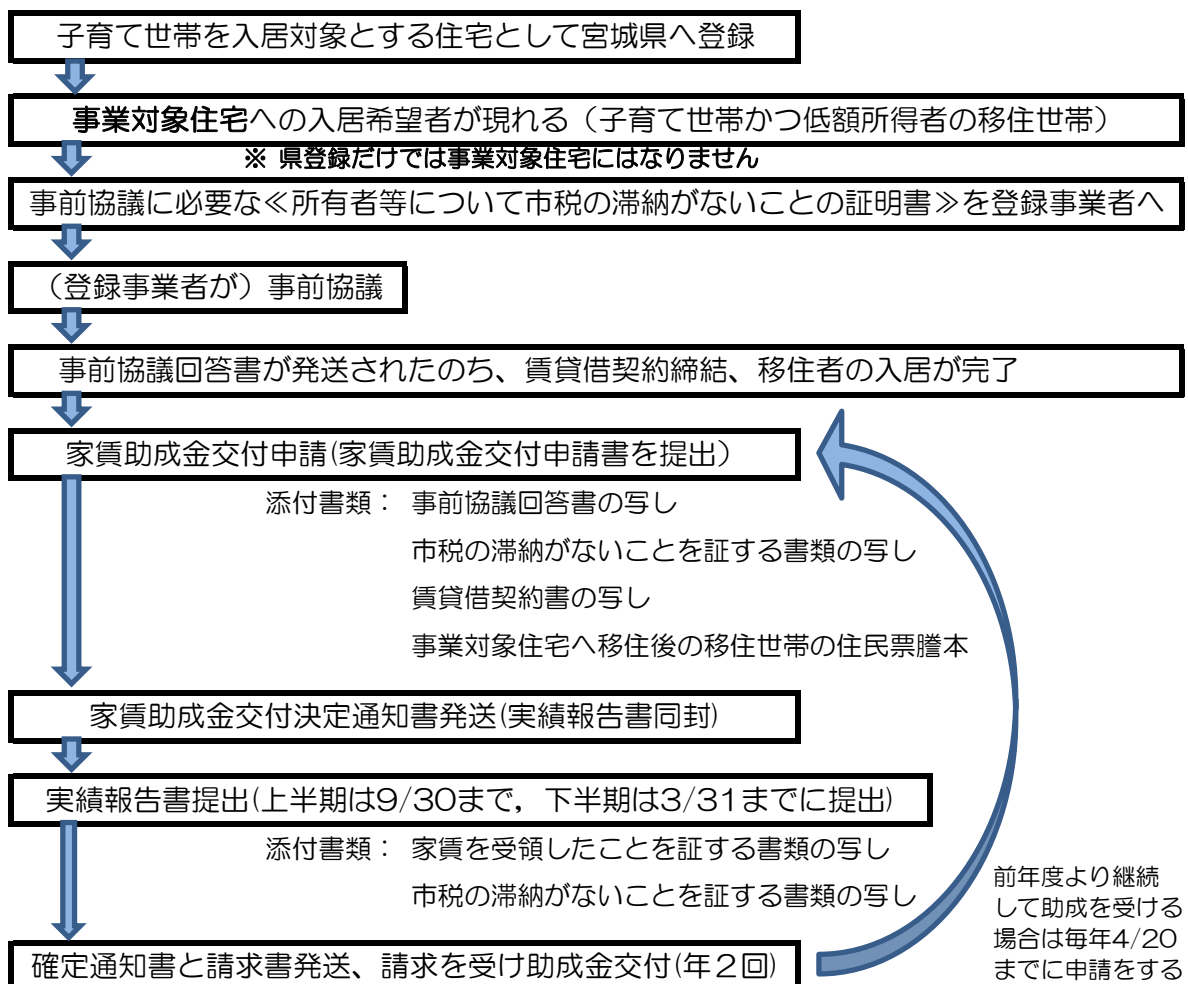 子育て世帯を入居対象とする住宅として宮城県へ登録
事業対象住宅への入居希望者が現れる（子育て世帯かつ低額所得者の移住世帯）
※ 県登録だけでは事業対象住宅にはなりません
事前協議に必要な≪所有者等について市税の滞納がないことの証明書≫を登録事業者へ
（登録事業者が）事前協議
事前協議回答書が発送されたのち、賃貸借契約締結、移住者の入居が完了
家賃助成金交付申請(家賃助成金交付申請書を提出）
添付書類： 事前協議回答書の写し
市税の滞納がないことを証する書類の写し
賃貸借契約書の写し
事業対象住宅へ移住後の移住世帯の住民票謄本
家賃助成金交付決定通知書発送(実績報告書同封)
実績報告書提出(上半期は9/30まで，下半期は3/31までに提出)
添付書類： 家賃を受領したことを証する書類の写し
市税の滞納がないことを証する書類の写し
確定通知書と請求書発送、請求を受け助成金交付(年２回)
前年度より継続
して助成を受ける
場合は毎年4/20
までに申請をする